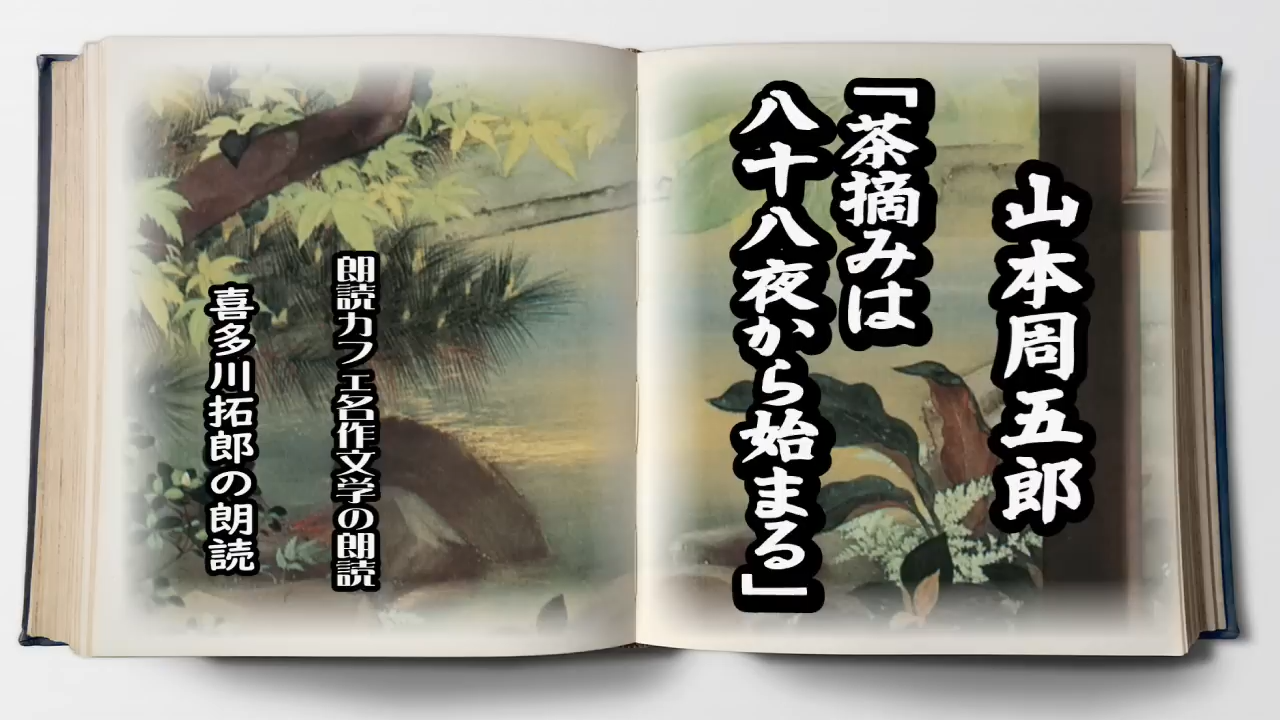 山本周五郎
「茶摘みは
八十八夜から始まる」
朗読カフェ名作文学の朗読
喜多川拓郎の朗読